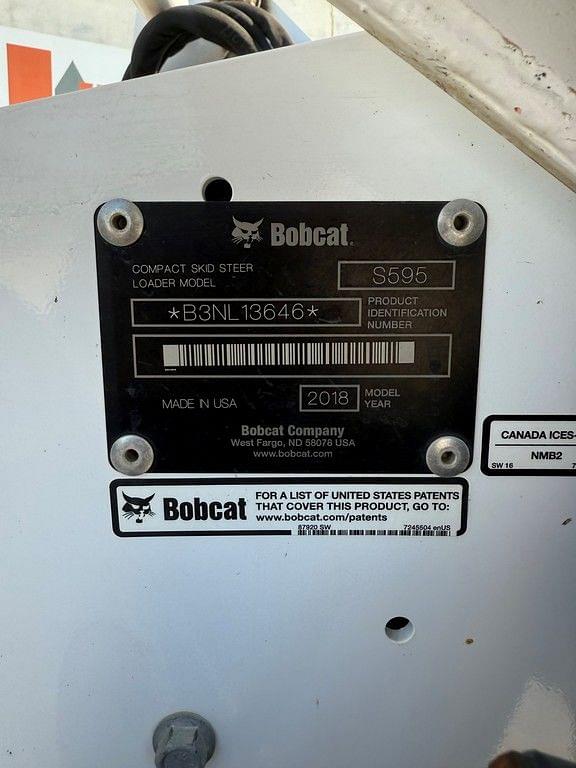 Bobcat.
COMPACT SKID STEER
LOADER MODEL
S595
*B3NL13646*
PRODUCT
IDENTIFICATION
NUMBER
MADE IN USA
2018
MODEL
YEAR
Bobcat Company
West Fargo, ND 58078 USA
www.bobcat.com
CANADA ICES-
NMB2
SW 16
7
Bobcat
FOR A LIST OF UNITED STATES PATENTS
THAT COVER THIS PRODUCT, GO TO:
www.bobcat.com/patents
87920 SW
7245504 enUS